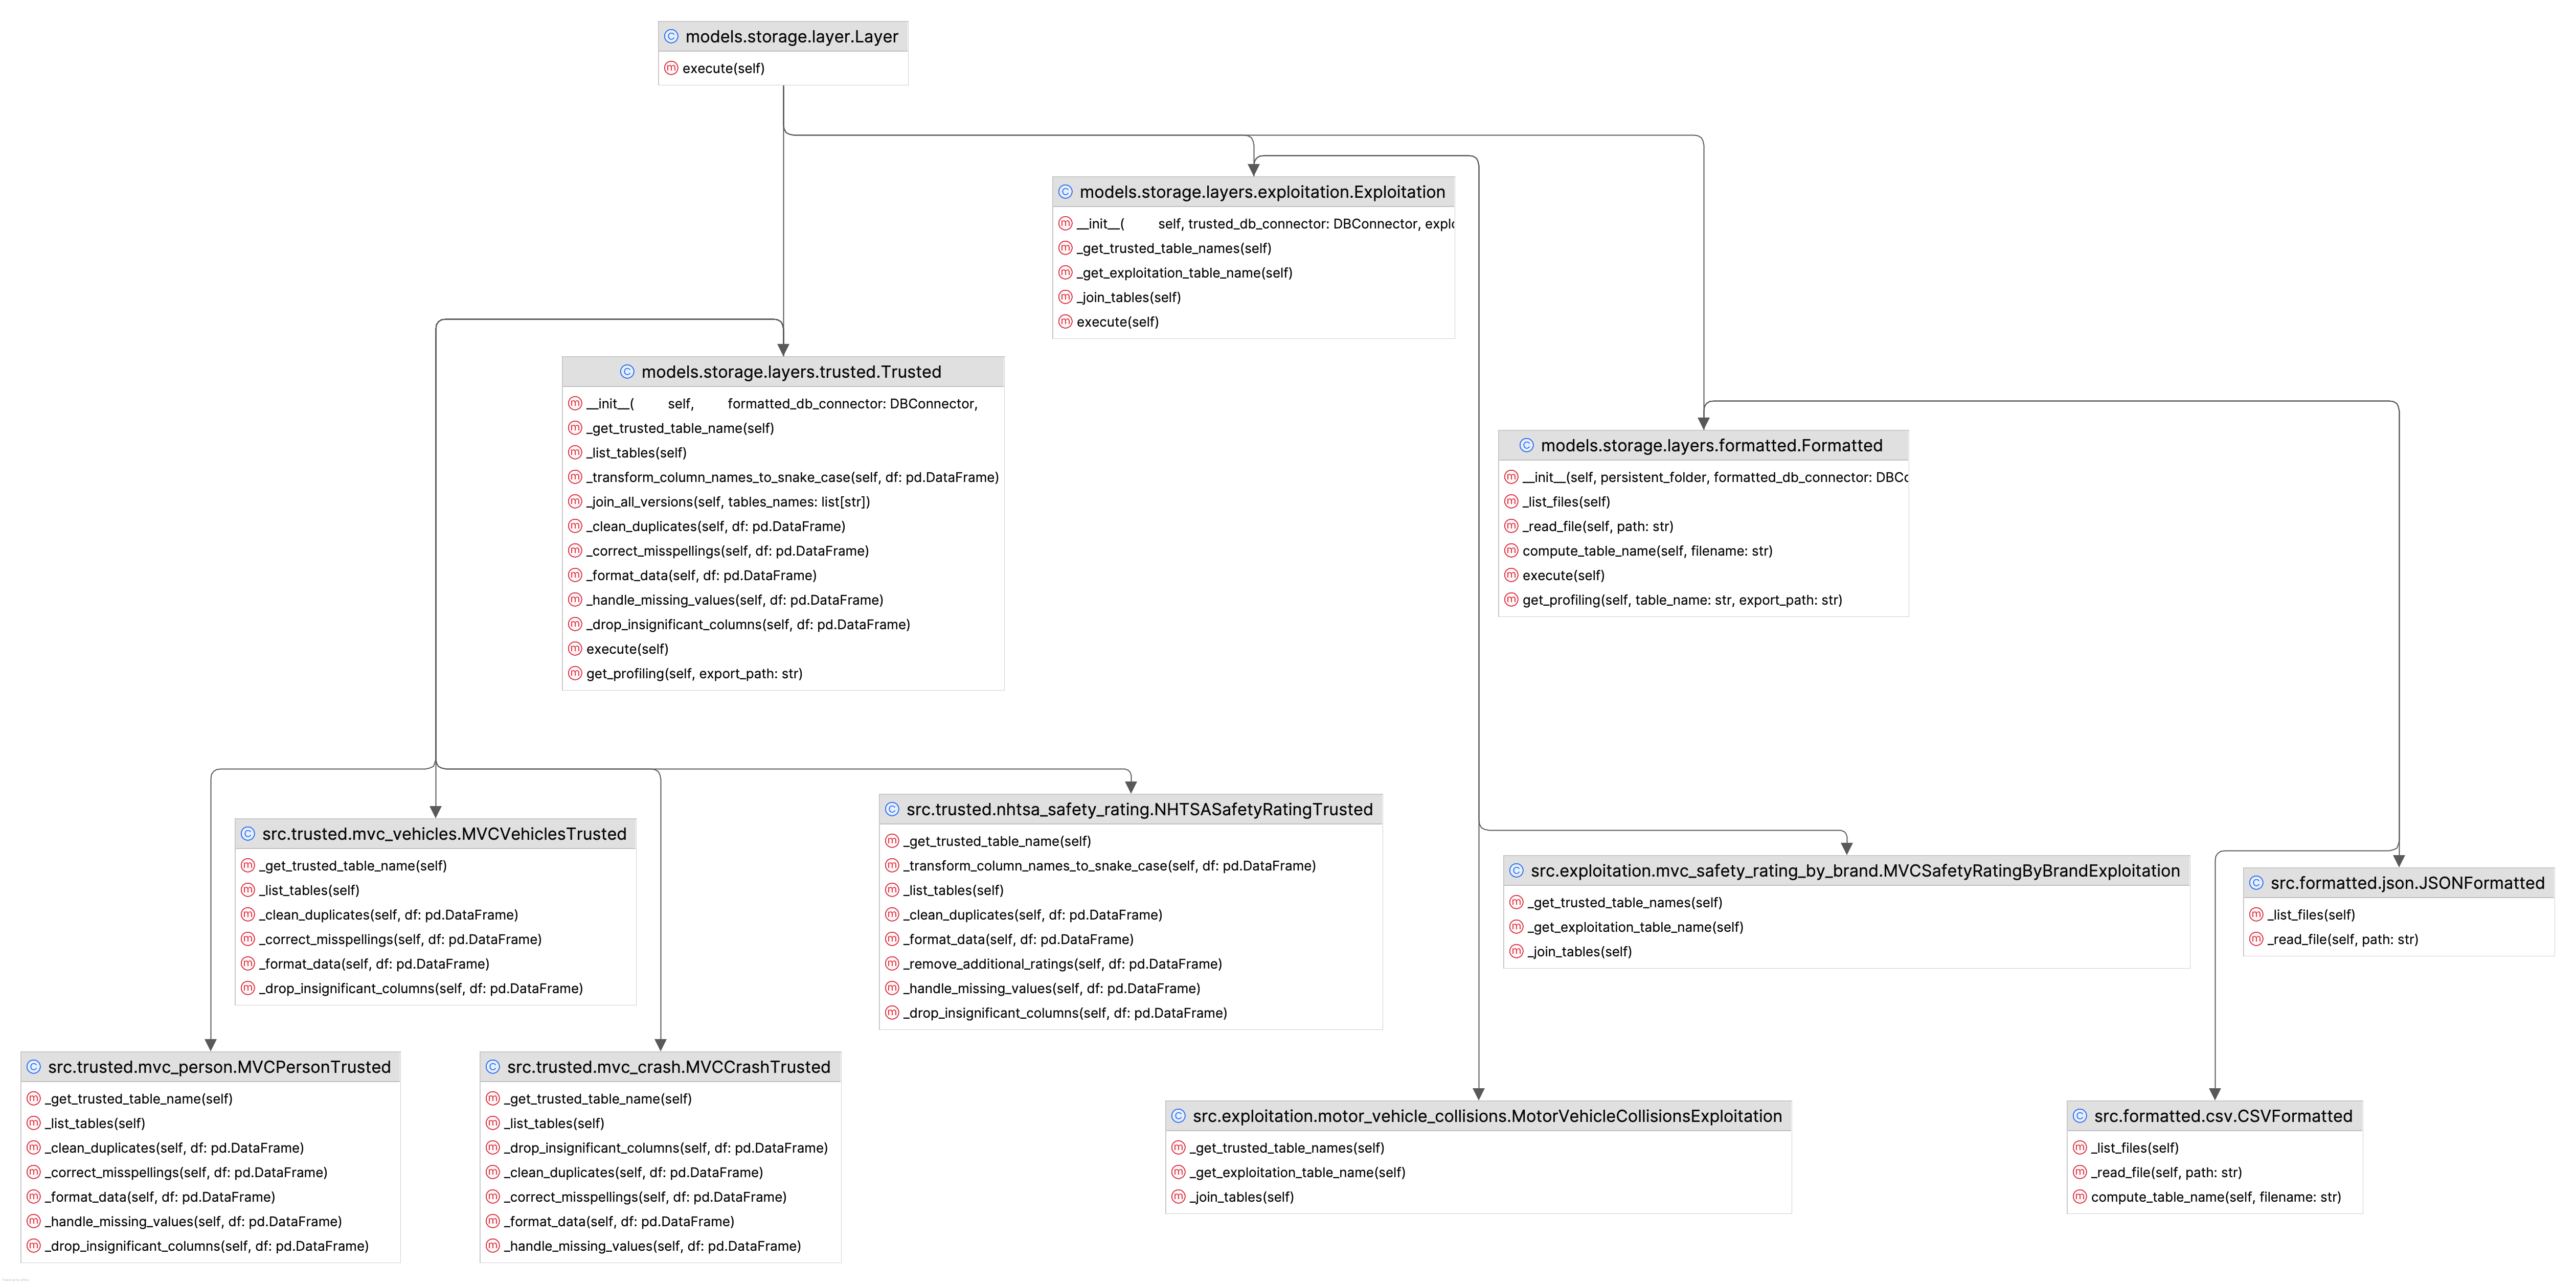 models.storage.layer.Layer
execute(self)
models.storage.layers.exploitation.Exploitation
__init__( self, trusted_db_connector: DBConnector, explo
_get_trusted_table_names(self)
_get_exploitation_table_name(self)
_join_tables(self)
execute(self)
models.storage.layers.trusted.Trusted
__init__( self, formatted_db_connector: DBConnector,
_get_trusted_table_name(self)
_list_tables(self)
_transform_column_names_to_snake_case(self, df: pd.DataFrame)
_join_all_versions(self, tables_names: list[str])
_clean_duplicates(self, df: pd.DataFrame)
_correct_misspellings(self, df: pd.DataFrame)
_format_data(self, df: pd.DataFrame)
_handle_missing_values(self, df: pd.DataFrame)
_drop_insignificant_columns(self, df: pd.DataFrame)
execute(self)
get_profiling(self, export_path: str)
models.storage.layers.formatted.Formatted
__init__(self, persistent_folder, formatted_db_connector: DBCo
_list_files(self)
_read_file(self, path: str)
compute_table_name(self, filename: str)
execute(self)
get_profiling(self, table_name: str, export_path: str)
src.trusted.mvc_vehicles.MVCVehiclesTrusted
_get_trusted_table_name(self)
_list_tables(self)
_clean_duplicates(self, df: pd.DataFrame)
_correct_misspellings(self, df: pd.DataFrame)
_format_data(self, df: pd.DataFrame)
_drop_insignificant_columns(self, df: pd.DataFrame)
src.trusted.nhtsa_safety_rating.NHTSASafetyRatingTrusted
_get_trusted_table_name(self)
_transform_column_names_to_snake_case(self, df: pd.DataFrame)
_list_tables(self)
_clean_duplicates(self, df: pd.DataFrame)
_format_data(self, df: pd.DataFrame)
_remove_additional_ratings(self, df: pd.DataFrame)
_handle_missing_values(self, df: pd.DataFrame)
_drop_insignificant_columns(self, df: pd.DataFrame)
src.exploitation.mvc_safety_rating_by_brand.MVCSafetyRatingByBrandExploitation
_get_trusted_table_names(self)
_get_exploitation_table_name(self)
_join_tables(self)
src.formatted.json.JSONFormatted
_list_files(self)
_read_file(self, path: str)
src.trusted.mvc_person.MVCPersonTrusted
_get_trusted_table_name(self)
_list_tables(self)
_clean_duplicates(self, df: pd.DataFrame)
_correct_misspellings(self, df: pd.DataFrame)
_format_data(self, df: pd.DataFrame)
_handle_missing_values(self, df: pd.DataFrame)
_drop_insignificant_columns(self, df: pd.DataFrame)
src.trusted.mvc_crash.MVCCrashTrusted
_get_trusted_table_name(self)
_list_tables(self)
_drop_insignificant_columns(self, df: pd.DataFrame)
_clean_duplicates(self, df: pd.DataFrame)
_correct_misspellings(self, df: pd.DataFrame)
_format_data(self, df: pd.DataFrame)
_handle_missing_values(self, df: pd.DataFrame)
src.exploitation.motor_vehicle_collisions.MotorVehicleCollisionsExploitation
_get_trusted_table_names(self)
_get_exploitation_table_name(self)
_join_tables(self)
src.formatted.csv.CSVFormatted
_list_files(self)
_read_file(self, path: str)
compute_table_name(self, filename: str)